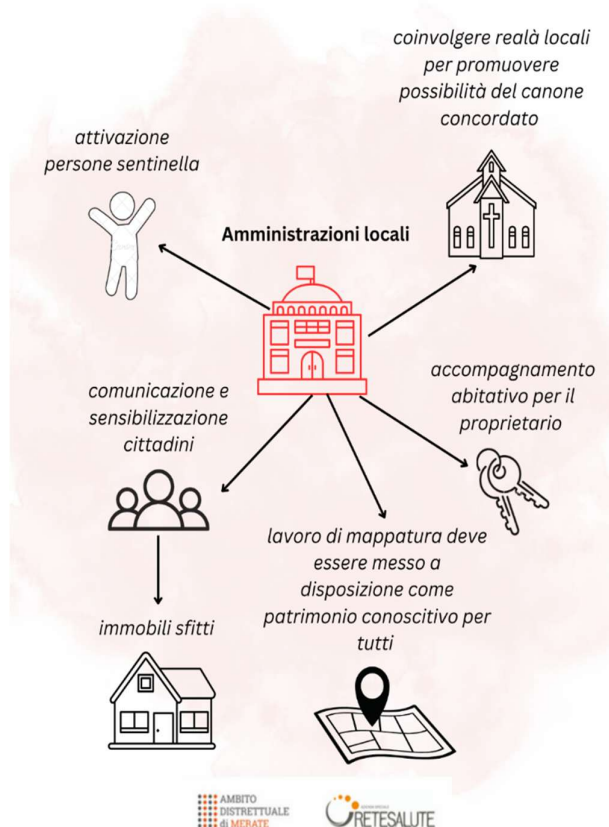 coinvolgere realà locali
per promuovere
possibilità del canone
concordato
attivazione
persone sentinella
Amministrazioni locali
accompagnamento
abitativo per il
proprietario
comunicazione e
sensibilizzazione
cittadini
lavoro di mappatura deve
essere messo a
disposizione come
patrimonio conoscitivo per
tutti
immobili sfitti
AMBITO
DISTRETTUALE
di MERATE
RETESALUTE